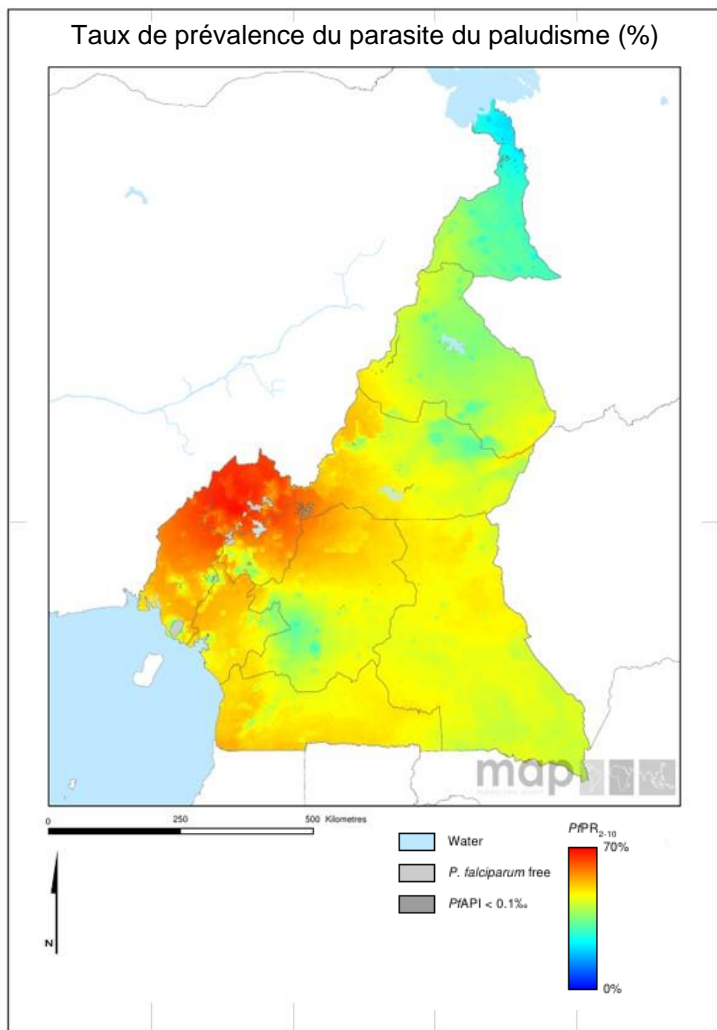 Taux de prévalence du parasite du paludisme (%)
map
0 250 500 Kilometres
Water
P. falciparum free
PfAPI < 0.1‰
PfPR2-10
70%
0%
N